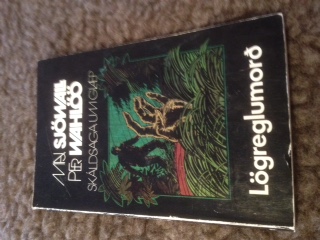 MAJ SJÖWALL
PER WAHLÖÖ
SKÁLDSAGA UM GLÆP
Lögreglumorð